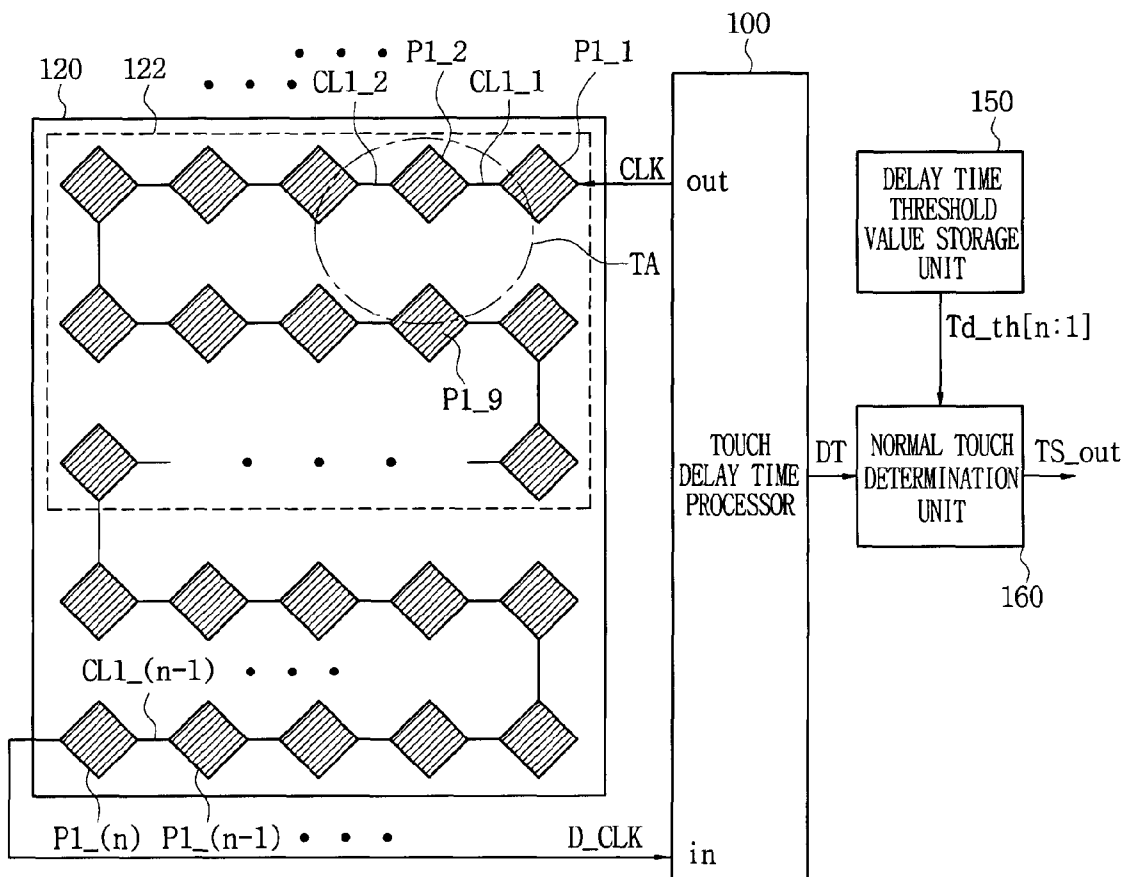 100
P1_2
P1_1
120
122
CL1_2
CL1_1
150
CLK
out
DELAY TIME
THRESHOLD
VALUE STORAGE
UNIT
TA
Td_th[n:1]
P1_9
TOUCH
DELAY TIME
PROCESSOR
DT
NORMAL TOUCH
DETERMINATION
UNIT
TS_out
160
CL1_(n-1)
P1_(n)
P1_(n-1)
D_CLK
in